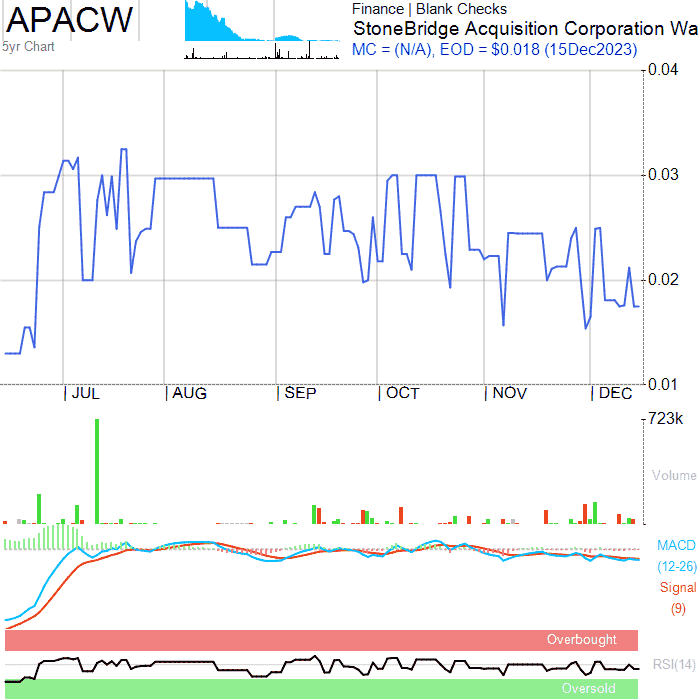 APACW
5yr Chart
Finance | Blank Checks
StoneBridge Acquisition Corporation Wa
MC = (N/A), EOD = $0.018 (15Dec2023)
0.04
0.03
0.02
0.01
JUL AUG SEP OCT NOV DEC
723k
Volume
MACD
(12-26)
Signal
(9)
Overbought
RSI(14)
Oversold